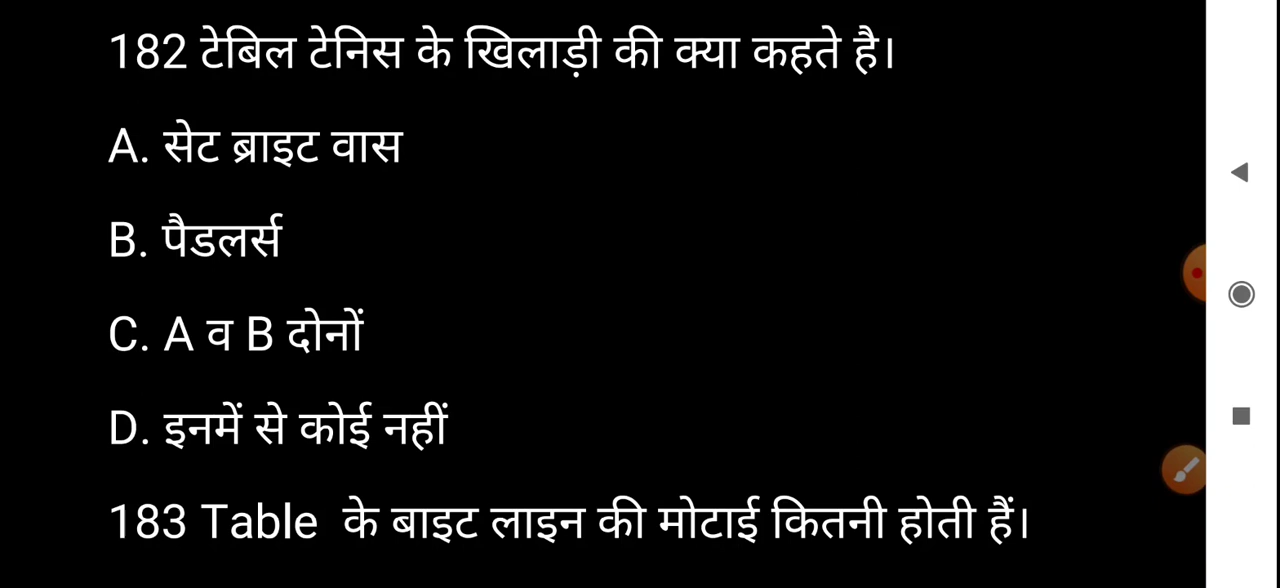 182 टेबिल टेनिस के खिलाड़ी की क्या कहते है।
A. सेट ब्राइट वास
B. पैडलर्स
C. A व B दोनों
D. इनमें से कोई नहीं
183 Table के बाइट लाइन की मोटाई कितनी होती हैं।